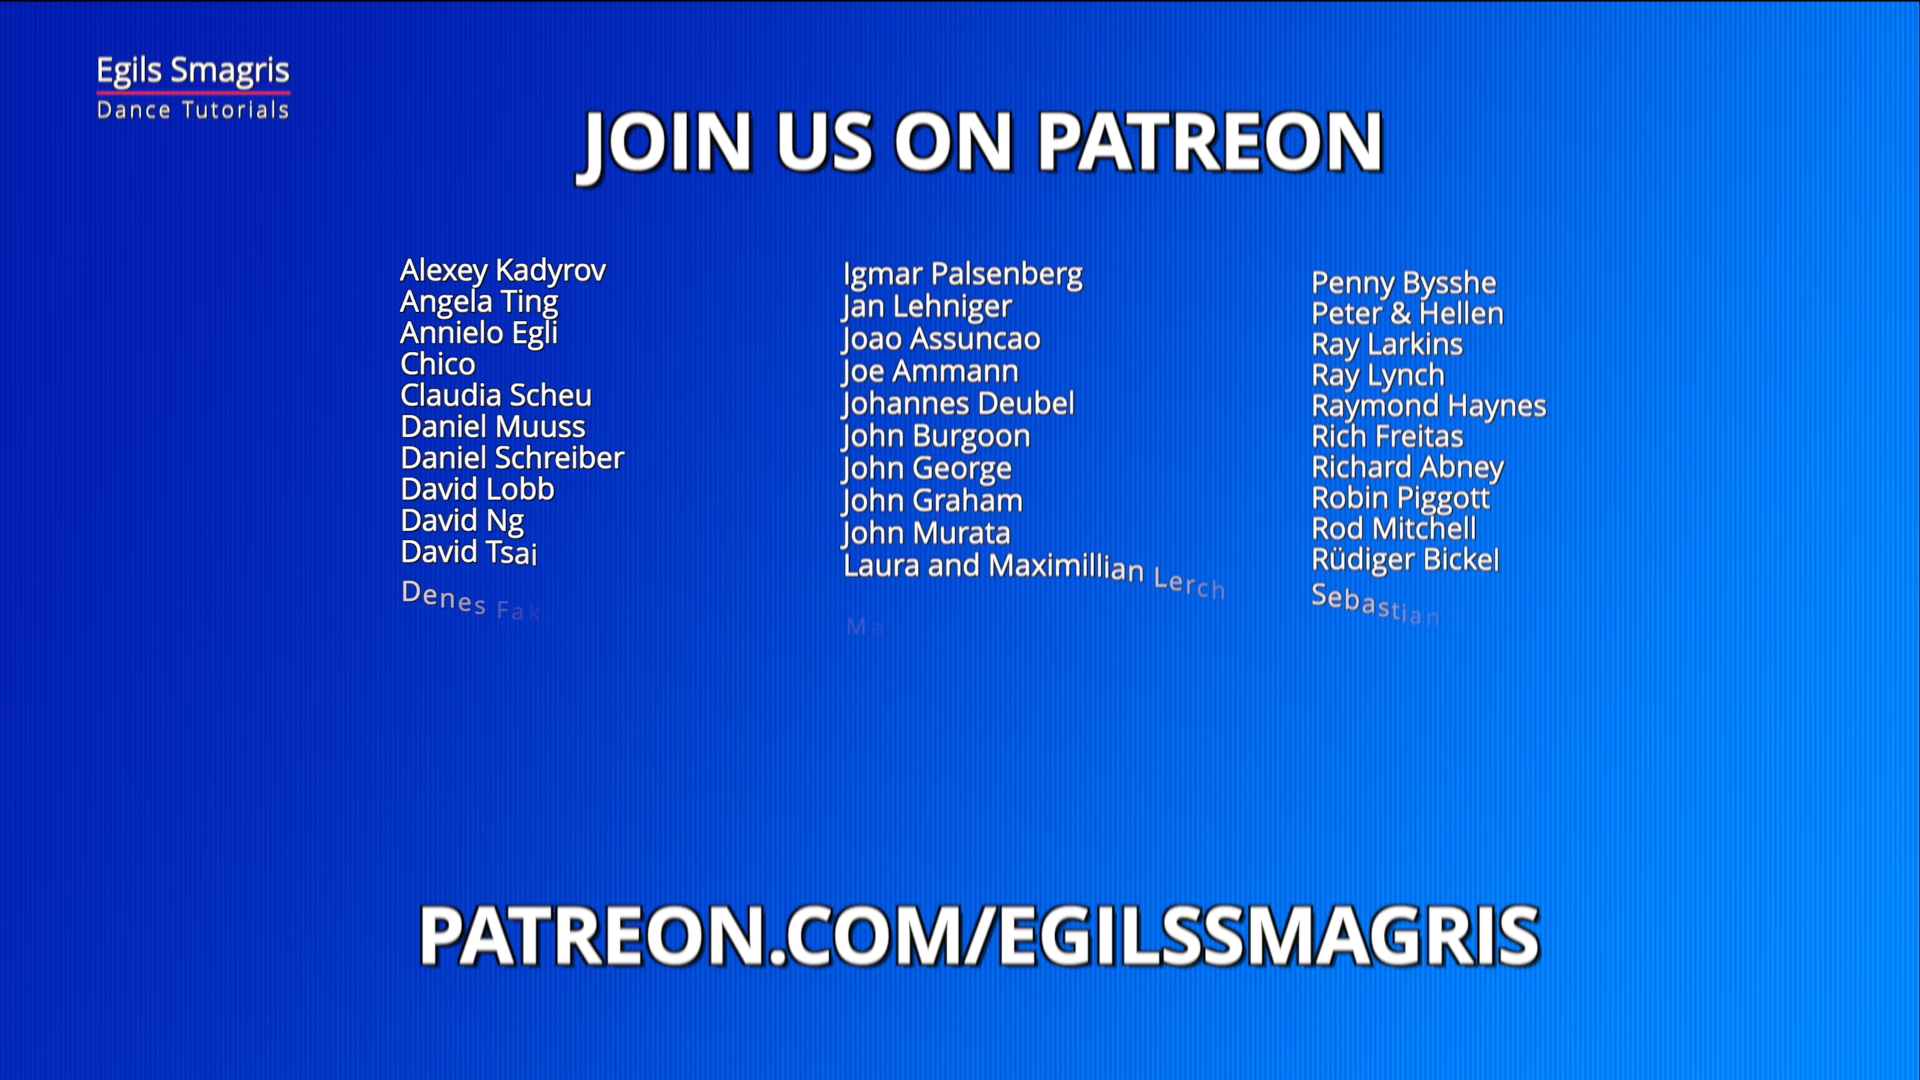 Egils Smagris
Dance Tutorials
JOIN US ON PATREON
Alexey Kadyrov
Angela Ting
Annielo Egli
Chico
Claudia Scheu
Daniel Muuss
Daniel Schreiber
David Lobb
David Ng
David Tsai
Denes Fak
Igmar Palsenberg
Jan Lehniger
Joao Assuncao
Joe Ammann
Johannes Deubel
John Burgoon
John George
John Graham
John Murata
Laura and Maximillian Lerch
Ma
Penny Bysshe
Peter & Hellen
Ray Larkins
Ray Lynch
Raymond Haynes
Rich Freitas
Richard Abney
Robin Piggott
Rod Mitchell
Rüdiger Bickel
Sebastian
PATREON.COM/EGILSSMAGRIS